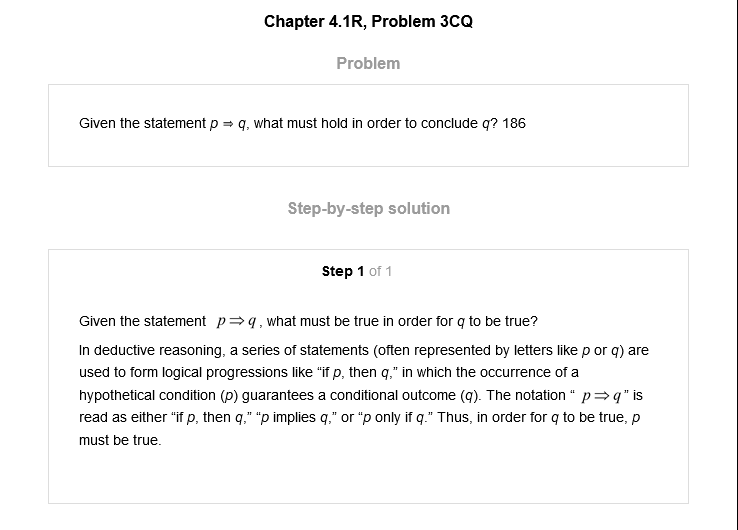 Chapter 4.1R, Problem 3CQ
Problem
Given the statement p ⇒ q, what must hold in order to conclude q? 186
Step-by-step solution
Step 1 of 1
Given the statement p ⇒ q, what must be true in order for q to be true?
In deductive reasoning, a series of statements (often represented by letters like p or q) are
used to form logical progressions like “if p, then q,” in which the occurrence of a
hypothetical condition (p) guarantees a conditional outcome (q). The notation “ p ⇒ q ” is
read as either “if p, then q,” “p implies q,” or “p only if q.” Thus, in order for q to be true, p
must be true.